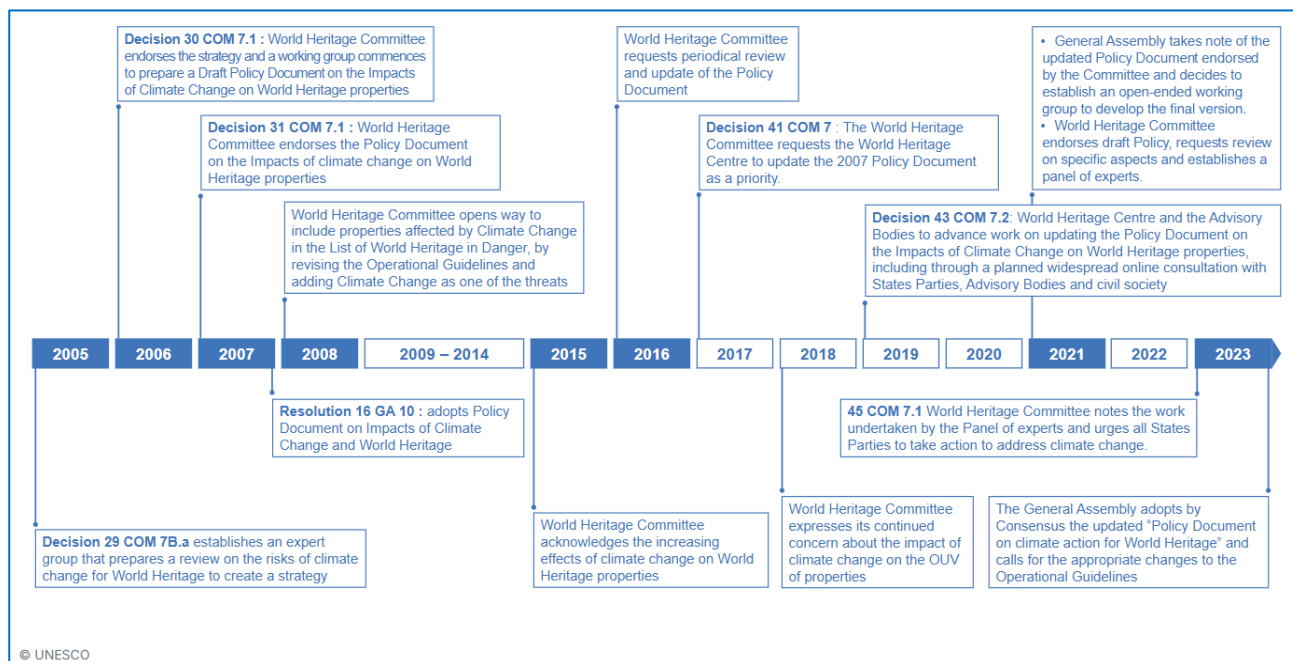 Decision 30 COM 7.1 : World Heritage Committee
endorses the strategy and a working group commences
to prepare a Draft Policy Document on the Impacts
of Climate Change on World Heritage properties
World Heritage Committee
requests periodical review
and update of the Policy
Document
• General Assembly takes note of the
updated Policy Document endorsed
by the Committee and decides to
establish an open-ended working
group to develop the final version.
• World Heritage Committee
endorses draft Policy, requests review
on specific aspects and establishes a
panel of experts.
Decision 31 COM 7.1 : World Heritage
Committee endorses the Policy Document
on the Impacts of climate change on World
Heritage properties
Decision 41 COM 7 : The World Heritage
Committee requests the World Heritage
Centre to update the 2007 Policy Document
as a priority.
World Heritage Committee opens way to
include properties affected by Climate Change
in the List of World Heritage in Danger, by
revising the Operational Guidelines and
adding Climate Change as one of the threats
Decision 43 COM 7.2: World Heritage Centre and the Advisory
Bodies to advance work on updating the Policy Document on
the Impacts of Climate Change on World Heritage properties,
including through a planned widespread online consultation with
States Parties, Advisory Bodies and civil society
2005 2006 2007 2008 2009 – 2014 2015 2016 2017 2018 2019 2020 2021 2022 2023
Resolution 16 GA 10 : adopts Policy
Document on Impacts of Climate
Change and World Heritage
45 COM 7.1 World Heritage Committee notes the work
undertaken by the Panel of experts and urges all States
Parties to take action to address climate change.
Decision 29 COM 7B.a establishes an expert
group that prepares a review on the risks of climate
change for World Heritage to create a strategy
World Heritage Committee
acknowledges the increasing
effects of climate change on World
Heritage properties
World Heritage Committee
expresses its continued
concern about the impact of
climate change on the OUV
of properties
The General Assembly adopts by
Consensus the updated “Policy Document
on climate action for World Heritage” and
calls for the appropriate changes to the
Operational Guidelines
© UNESCO